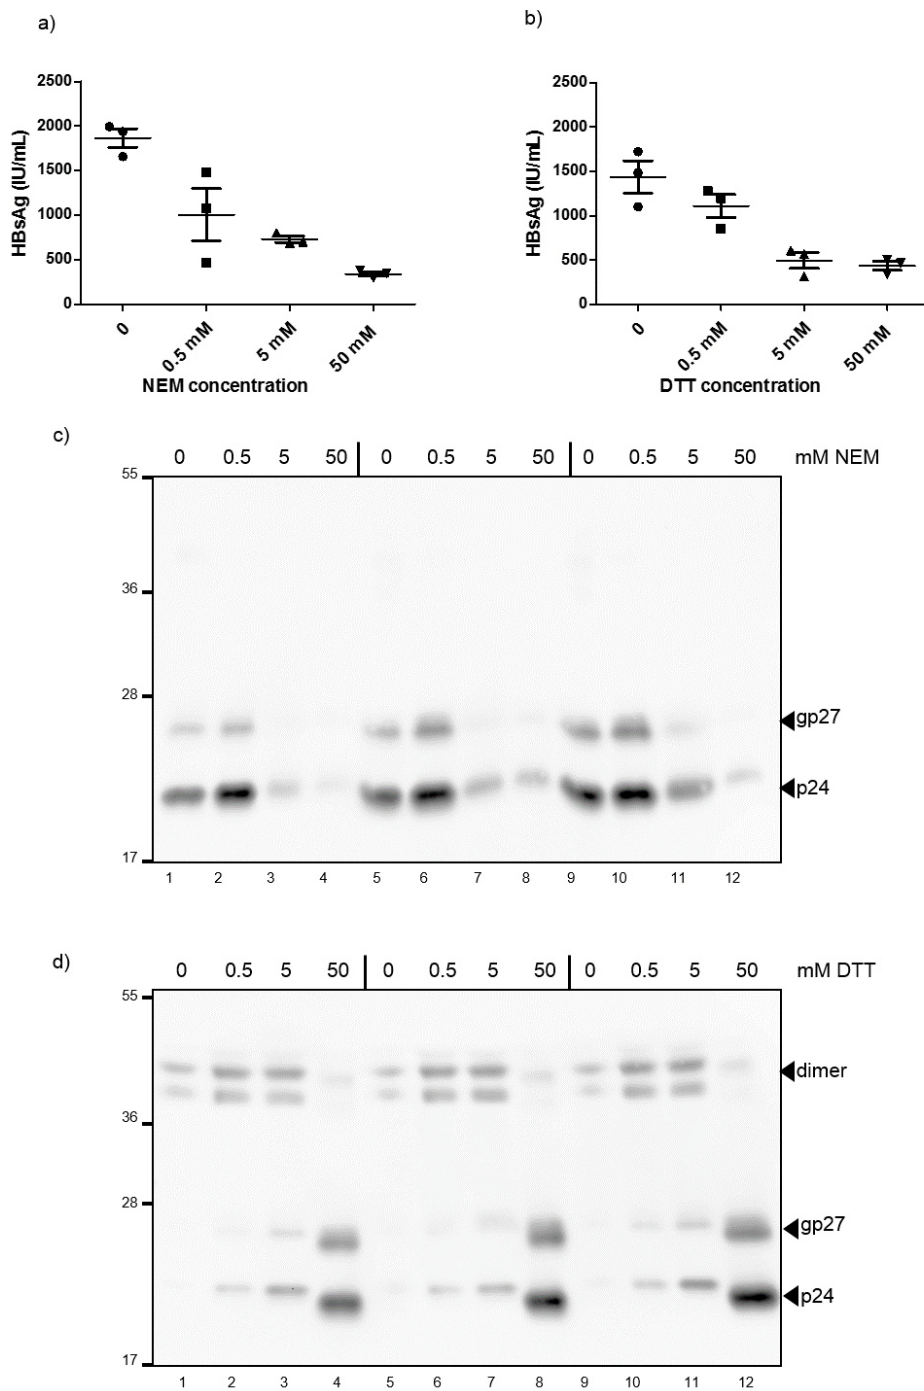 a)
HBsAg (IU/mL)
2500
2000
1500
1000
500
0
0
0.5 mM
5 mM
50 mM
NEM concentration
b)
HBsAg (IU/mL)
2500
2000
1500
1000
500
0
0
0.5 mM
5 mM
50 mM
DTT concentration
c)
0 0.5 5 50 0 0.5 5 50 0 0.5 5 50 mM NEM
55
36
28
gp27
p24
17
1 2 3 4 5 6 7 8 9 10 11 12
d)
0 0.5 5 50 0 0.5 5 50 0 0.5 5 50 mM DTT
55
dimer
36
28
gp27
p24
17
1 2 3 4 5 6 7 8 9 10 11 12